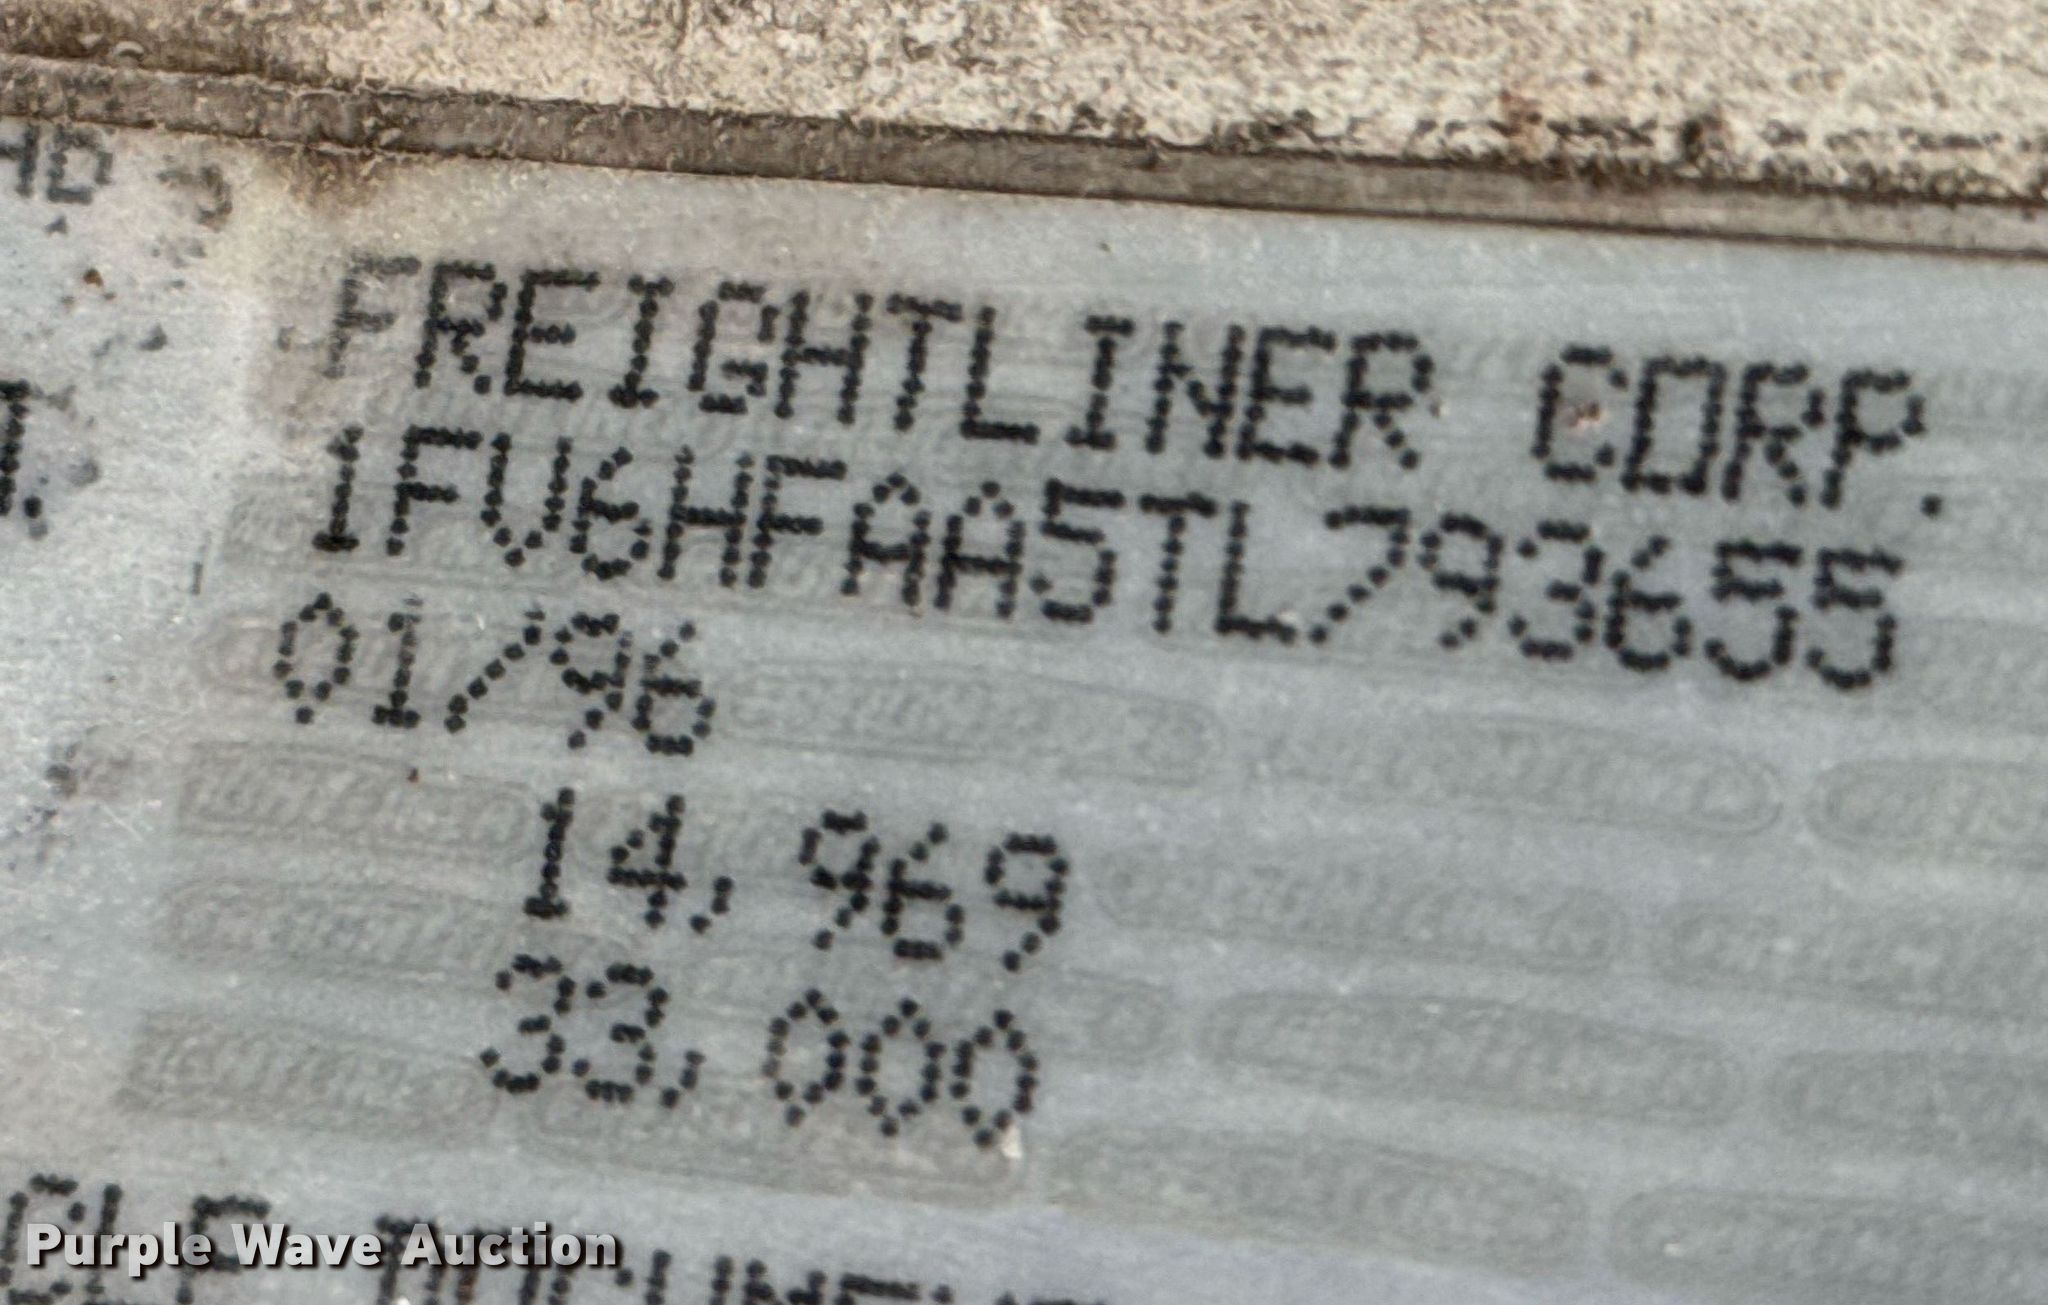 FREIGHTLINER CORP.
1FV6HFAA5TL793655
01/96
14,969
33,000
Purple Wave Auction